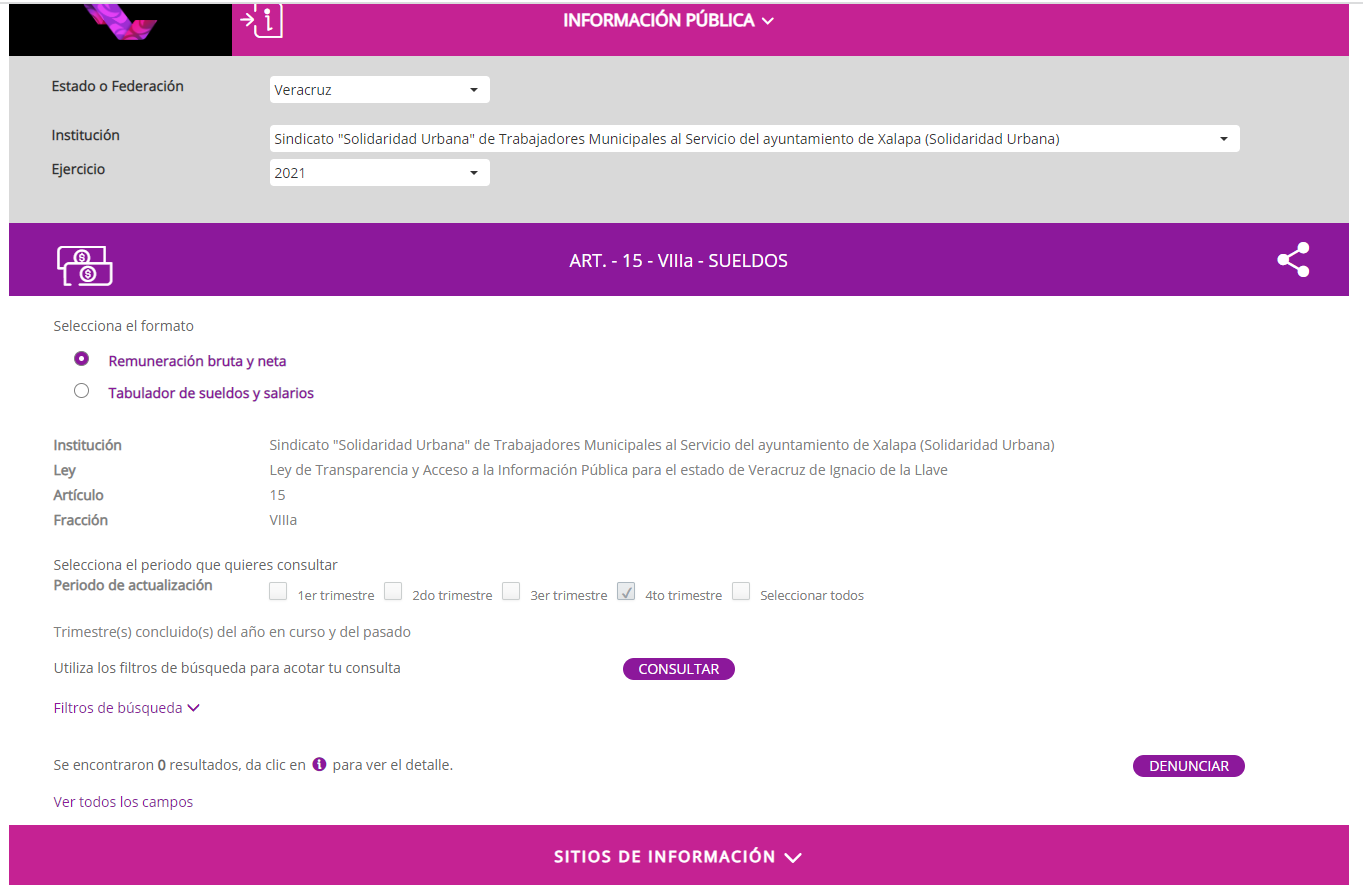 INFORMACIÓN PÚBLICA
Estado o Federación
Veracruz
Institución
Sindicato "Solidaridad Urbana" de Trabajadores Municipales al Servicio del ayuntamiento de Xalapa (Solidaridad Urbana)
Ejercicio
2021
ART. - 15 - VIIIa - SUELDOS
Selecciona el formato
Remuneración bruta y neta
Tabulador de sueldos y salarios
Institución Sindicato "Solidaridad Urbana" de Trabajadores Municipales al Servicio del ayuntamiento de Xalapa (Solidaridad Urbana)
Ley Ley de Transparencia y Acceso a la Información Pública para el estado de Veracruz de Ignacio de la Llave
Artículo 15
Fracción VIIIa
Selecciona el periodo que quieres consultar
Periodo de actualización 1er trimestre 2do trimestre 3er trimestre 4to trimestre Seleccionar todos
Trimestre(s) concluido(s) del año en curso y del pasado
Utiliza los filtros de búsqueda para acotar tu consulta CONSULTAR
Filtros de búsqueda
Se encontraron 0 resultados, da clic en i para ver el detalle. DENUNCIAR
Ver todos los campos
SITIOS DE INFORMACIÓN